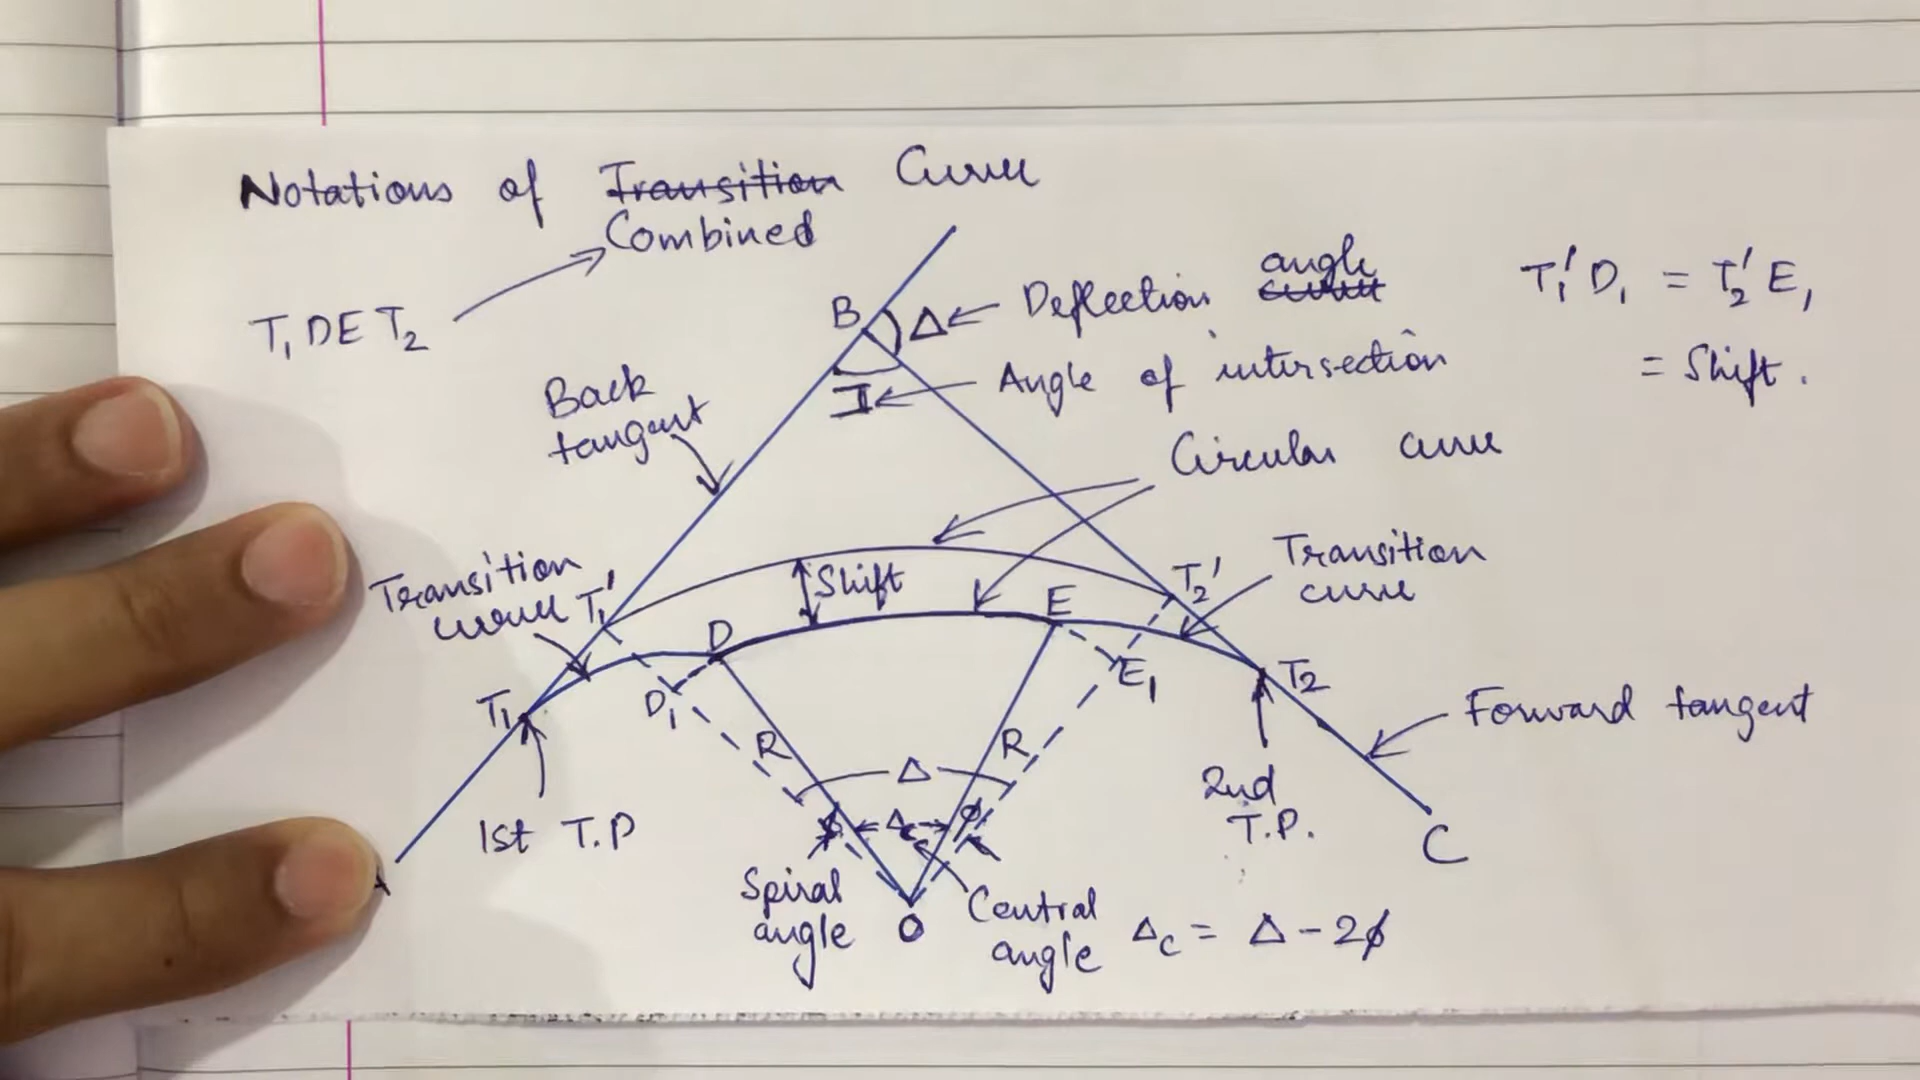 Notations of Transition Curve
Combined
T₁DET₂
B
Δ
Deflection curve
angle
T₁'D₁ = T₂'E₁
= Shift.
I
Angle of intersection
Back
tangent
Circular curve
Transition
curve
T₁'
Shift
T₂'
Transition
curve
D
E
T₁
D₁
E₁
T₂
Forward tangent
R
R
Δ
1st T.P
2nd
T.P.
ϕ
Δc
ϕ
C
A
Spiral
angle
O
Central
angle
Δc = Δ - 2ϕ